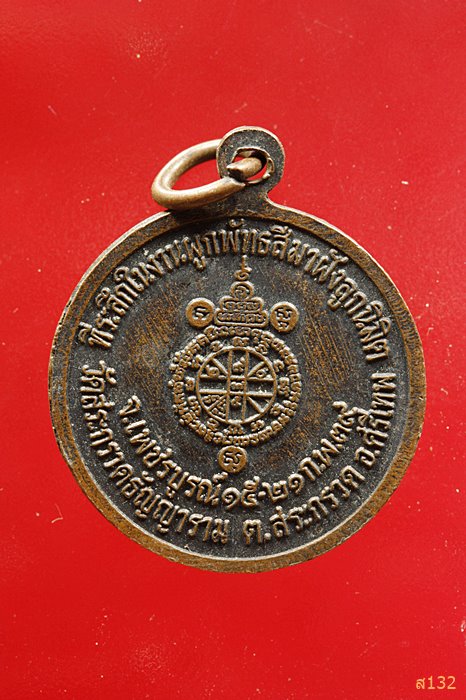 ที่ระลึกในงานผูกพัทธสีมาฝังลูกนิมิต
วัดสระกรวดธัญญาราม ต.สระกรวด อ.ศรีเทพ
จ.เพชรบูรณ์ ๑๕-๒๑ ก.พ.๓๙
ส132